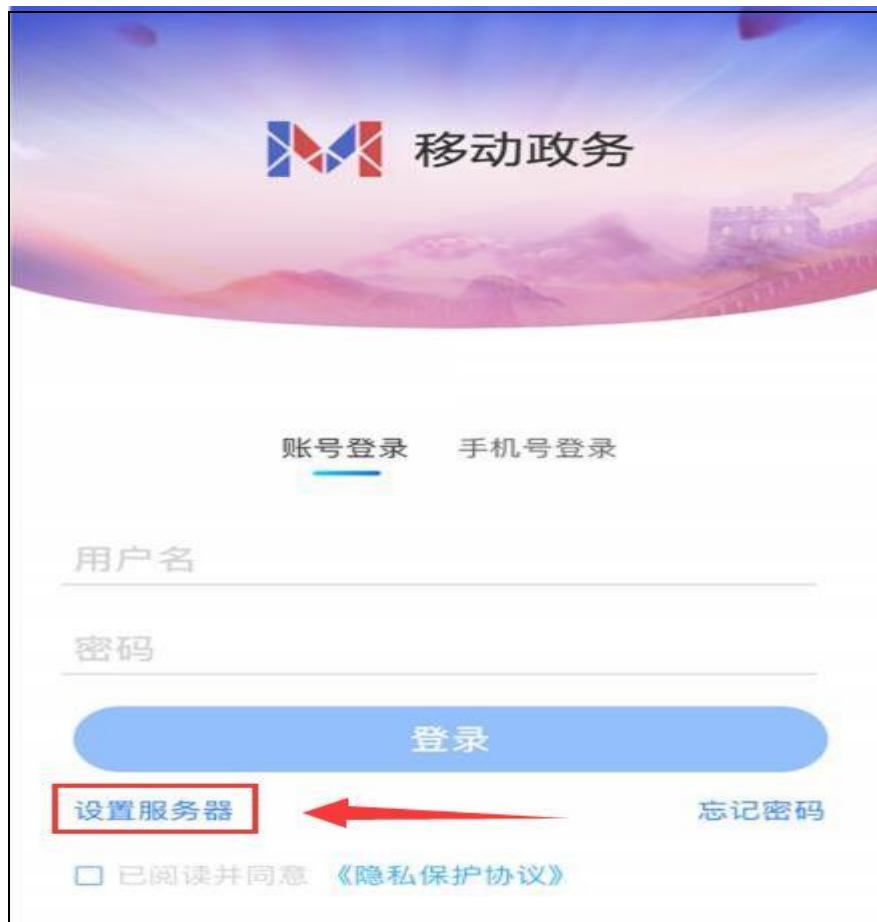 移动政务
账号登录 手机号登录
用户名
密码
登录
设置服务器 忘记密码
已阅读并同意 《隐私保护协议》